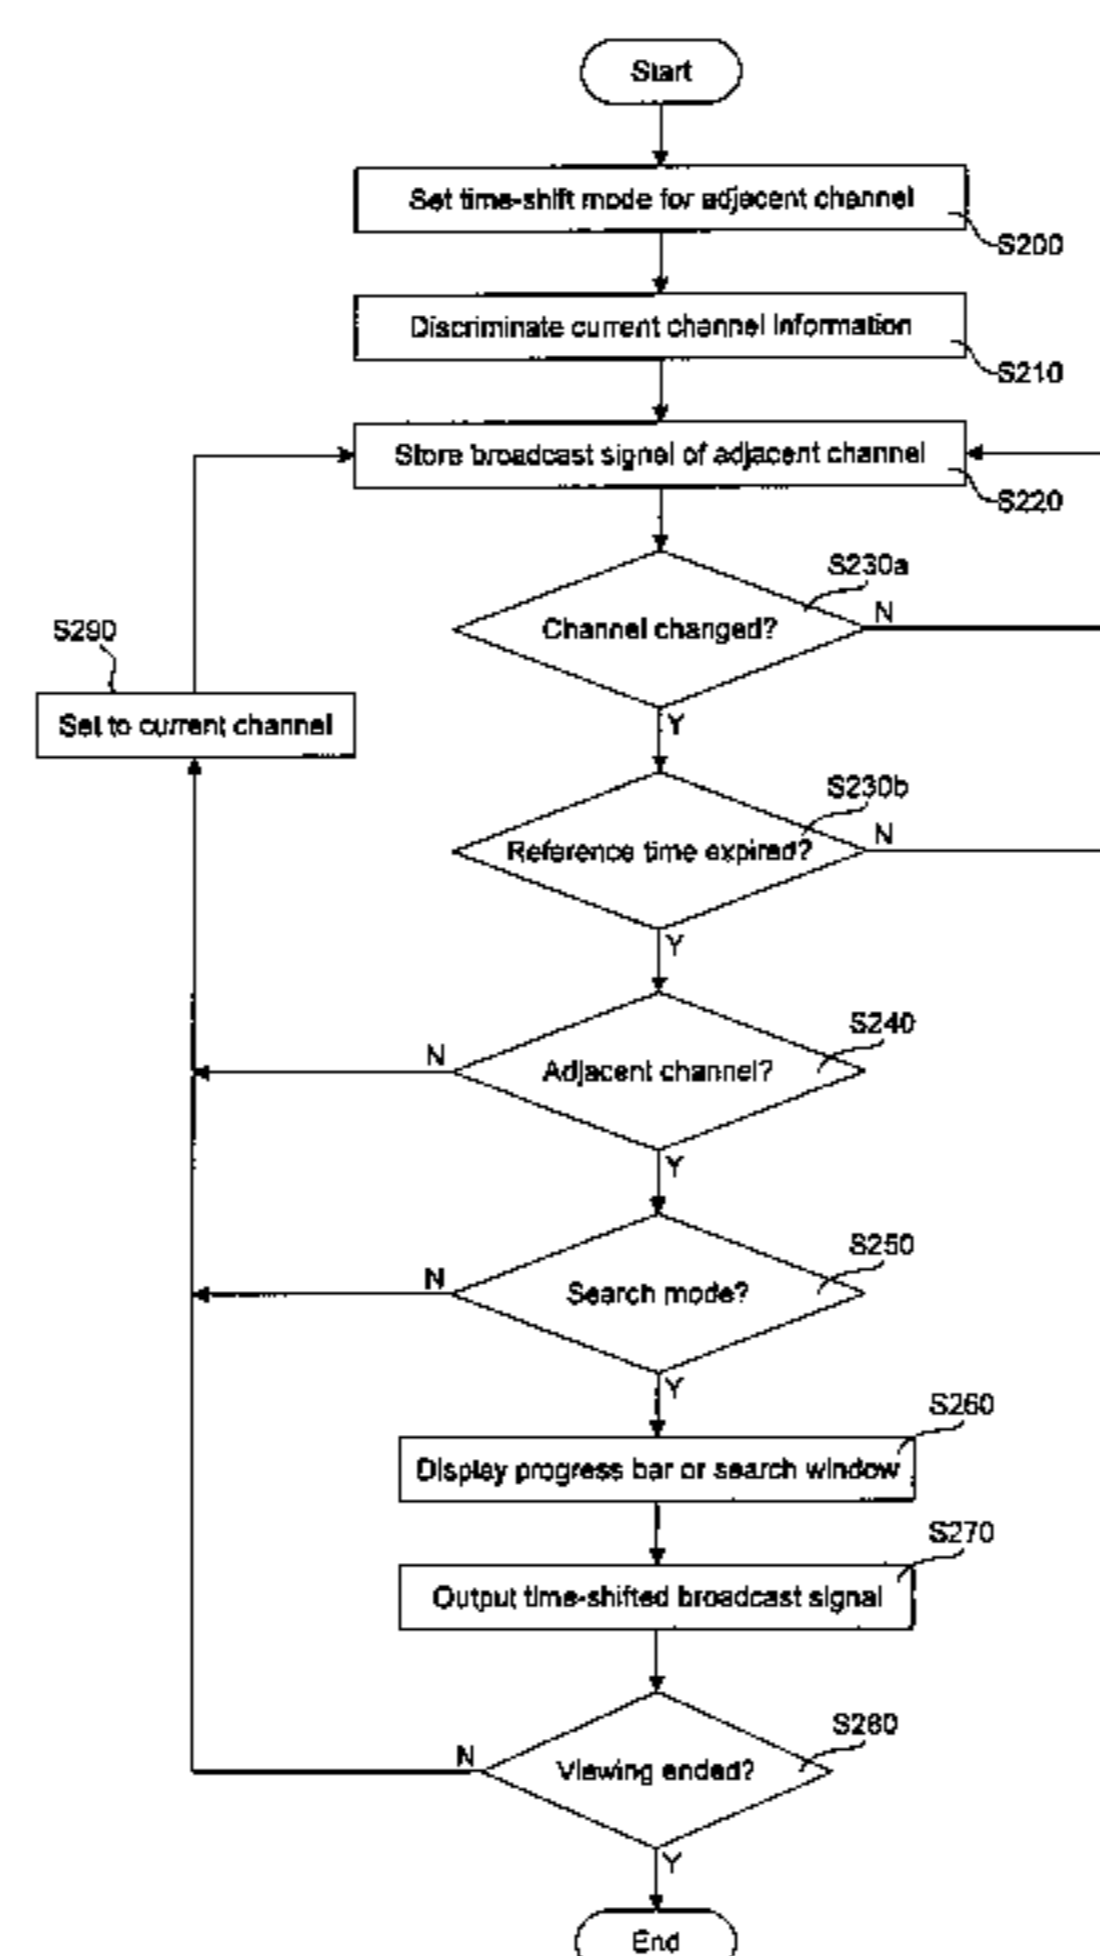 Start
Set time-shift mode for adjacent channel
S200
Discriminate current channel information
S210
Store broadcast signal of adjacent channel
S220
S230a
Channel changed?
N
Y
S290
Set to current channel
S230b
Reference time expired?
N
Y
S240
Adjacent channel?
N
Y
S250
Search mode?
N
Y
S260
Display progress bar or search window
S270
Output time-shifted broadcast signal
S280
Viewing ended?
N
Y
End